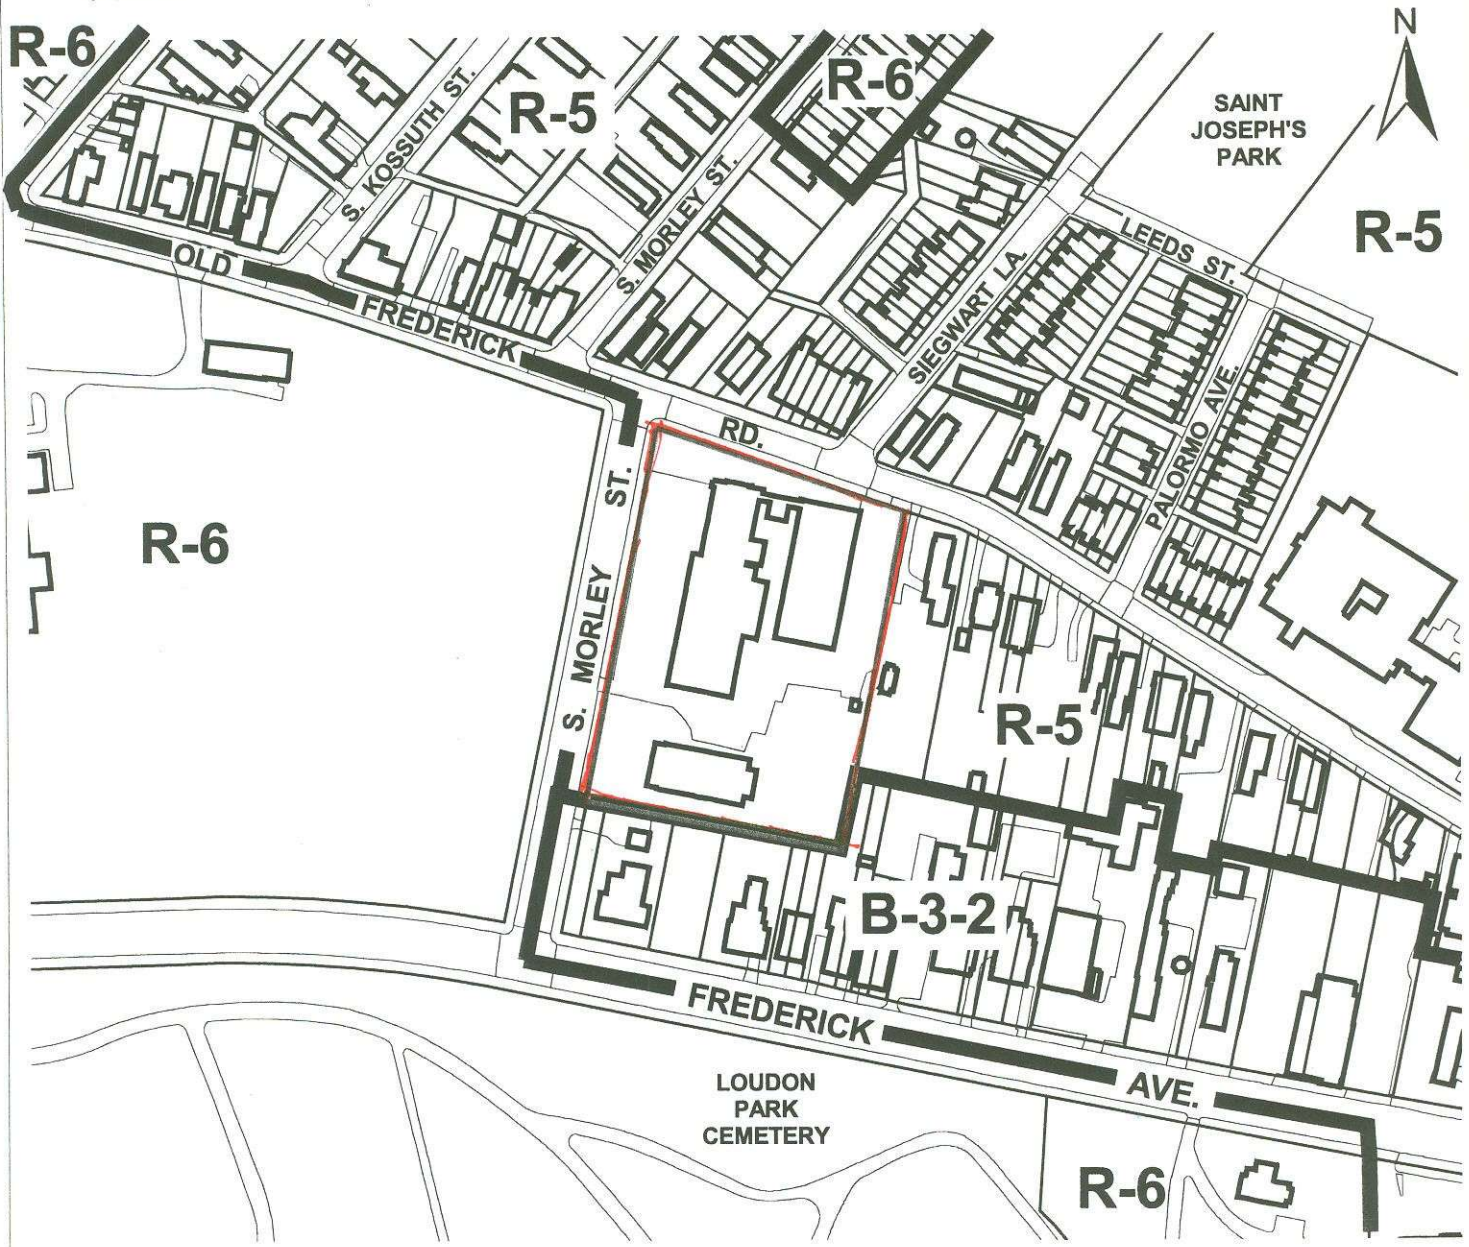 N
R-6
R-5
R-6
SAINT
JOSEPH'S
PARK
R-5
S. KOSSUTH ST.
S. MORLEY ST.
LEEDS ST.
SIEGWART LA.
PALORMO AVE.
OLD FREDERICK RD.
R-6
S. MORLEY ST.
R-5
B-3-2
FREDERICK AVE.
LOUDON
PARK
CEMETERY
R-6